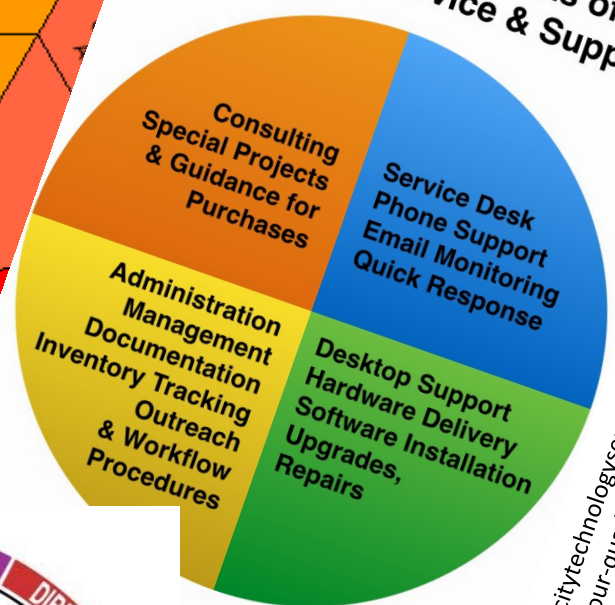 & Supp
Consulting
Special Projects
& Guidance for
Purchases
Service Desk
Phone Support
Email Monitoring
Quick Response
Administration
Management
Documentation
Inventory Tracking
Outreach
& Workflow
Procedures
Desktop Support
Hardware Delivery
Software Installation
Upgrades,
Repairs